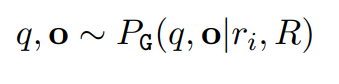 q, o ∼ P_G(q, o|r_i, R)